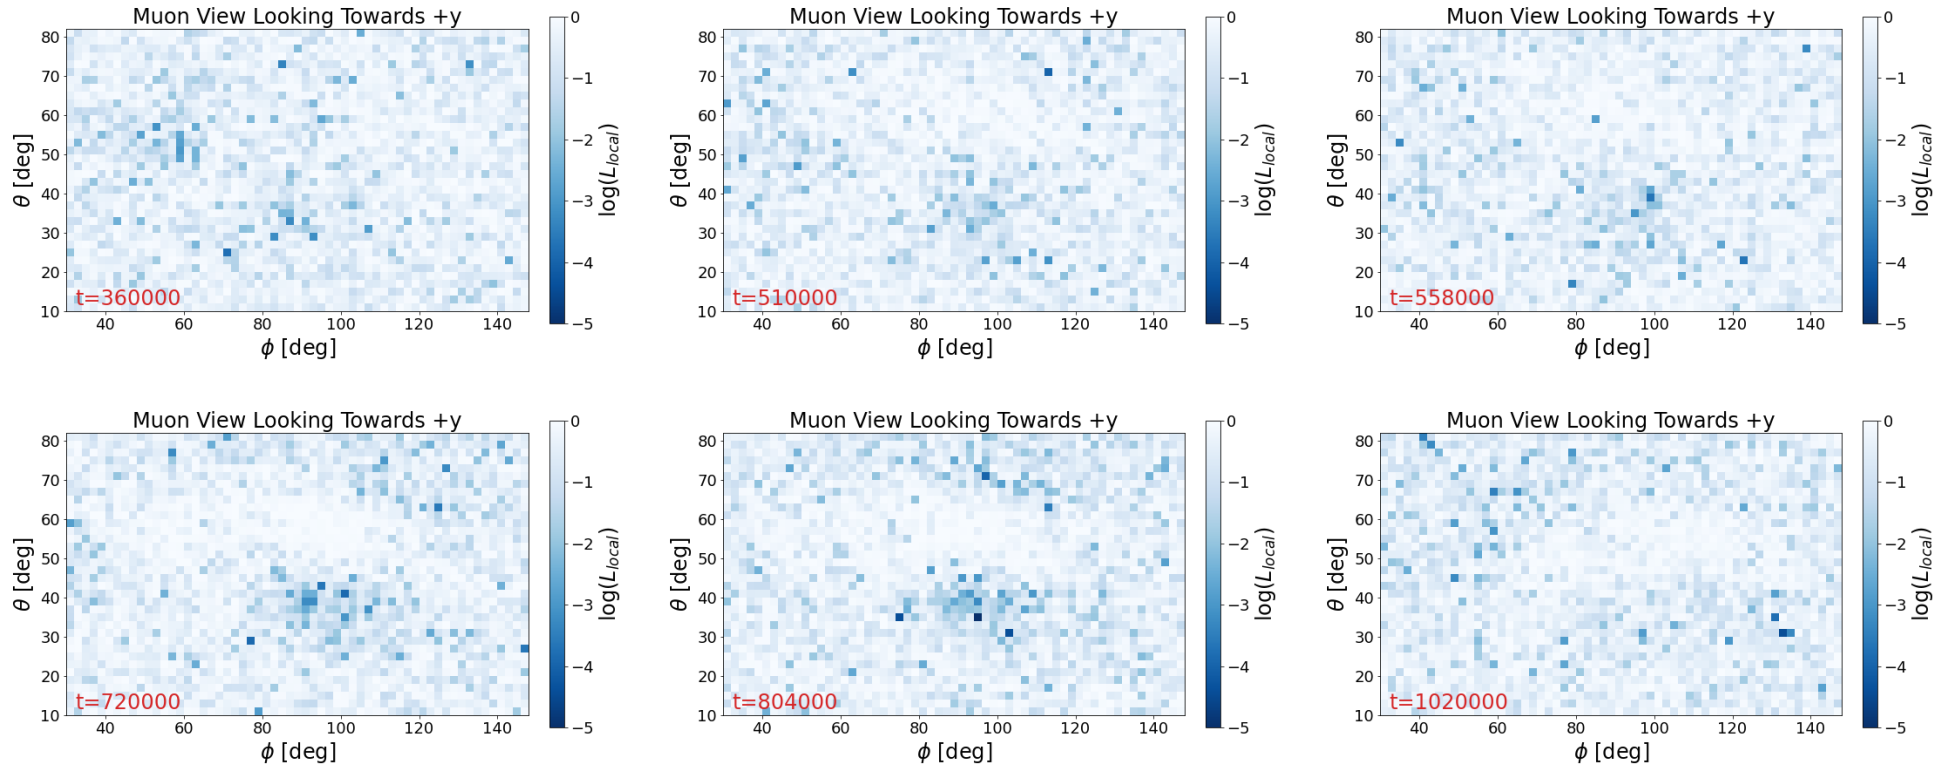 Muon View Looking Towards +y
Muon View Looking Towards +y
Muon View Looking Towards +y
80
70
60
50
40
30
20
10
θ [deg]
t=360000
40 60 80 100 120 140
ϕ [deg]
0
−1
−2
−3
−4
−5
log(L_local)
80
70
60
50
40
30
20
10
θ [deg]
t=510000
40 60 80 100 120 140
ϕ [deg]
0
−1
−2
−3
−4
−5
log(L_local)
80
70
60
50
40
30
20
10
θ [deg]
t=558000
40 60 80 100 120 140
ϕ [deg]
0
−1
−2
−3
−4
−5
log(L_local)
Muon View Looking Towards +y
Muon View Looking Towards +y
Muon View Looking Towards +y
80
70
60
50
40
30
20
10
θ [deg]
t=720000
40 60 80 100 120 140
ϕ [deg]
0
−1
−2
−3
−4
−5
log(L_local)
80
70
60
50
40
30
20
10
θ [deg]
t=804000
40 60 80 100 120 140
ϕ [deg]
0
−1
−2
−3
−4
−5
log(L_local)
80
70
60
50
40
30
20
10
θ [deg]
t=1020000
40 60 80 100 120 140
ϕ [deg]
0
−1
−2
−3
−4
−5
log(L_local)